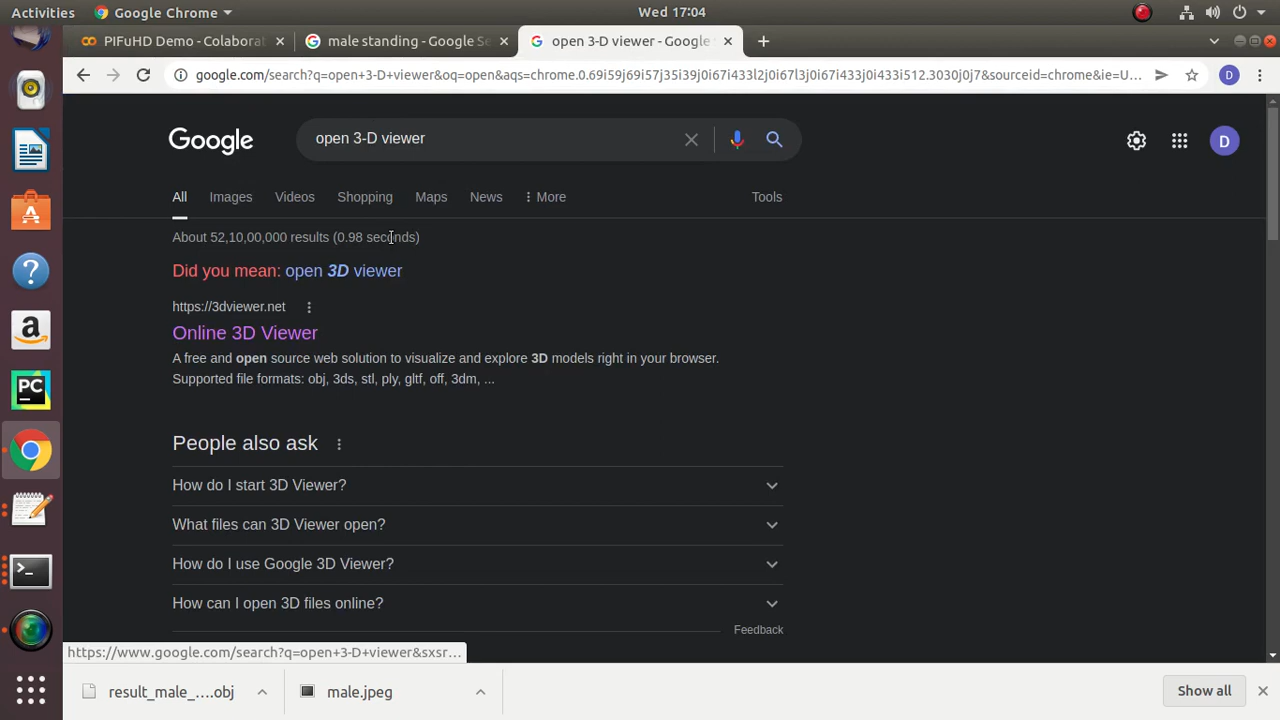 Activities
Google Chrome
Wed 17:04
PIFuHD Demo - Colaborat
male standing - Google Se
open 3-D viewer - Google
google.com/search?q=open+3-D+viewer&oq=open&aqs=chrome.0.69i59j69i57j35i39j0i67i433l2j0i67l3j0i67i433j0i433i512.3030j0j7&sourceid=chrome&ie=U...
D
Google
open 3-D viewer
D
All
Images
Videos
Shopping
Maps
News
More
Tools
About 52,10,00,000 results (0.98 seconds)
Did you mean: open 3D viewer
https://3dviewer.net
Online 3D Viewer
A free and open source web solution to visualize and explore 3D models right in your browser.
Supported file formats: obj, 3ds, stl, ply, gltf, off, 3dm, ...
People also ask
How do I start 3D Viewer?
What files can 3D Viewer open?
How do I use Google 3D Viewer?
How can I open 3D files online?
Feedback
https://www.google.com/search?q=open+3-D+viewer&sxsr...
result_male_....obj
male.jpeg
Show all
a
PC